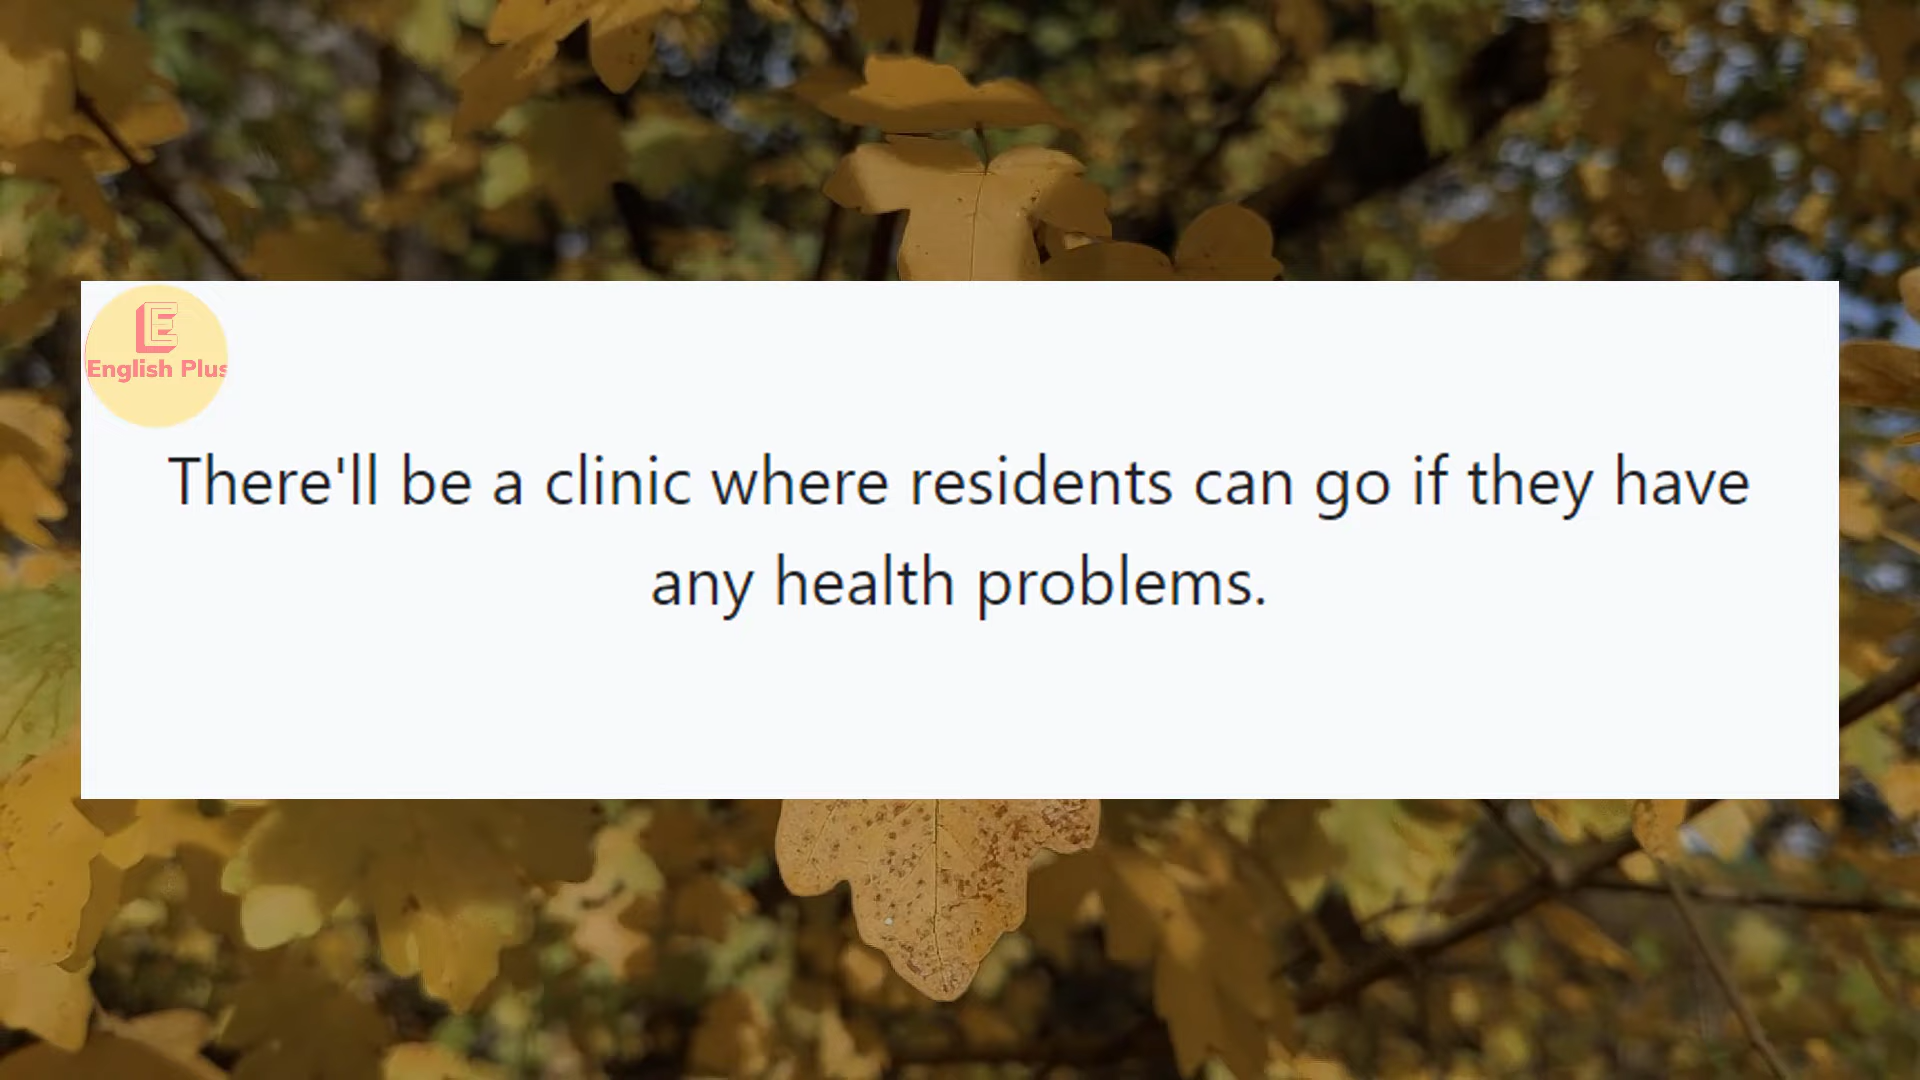 E
English Plus
There'll be a clinic where residents can go if they have
any health problems.